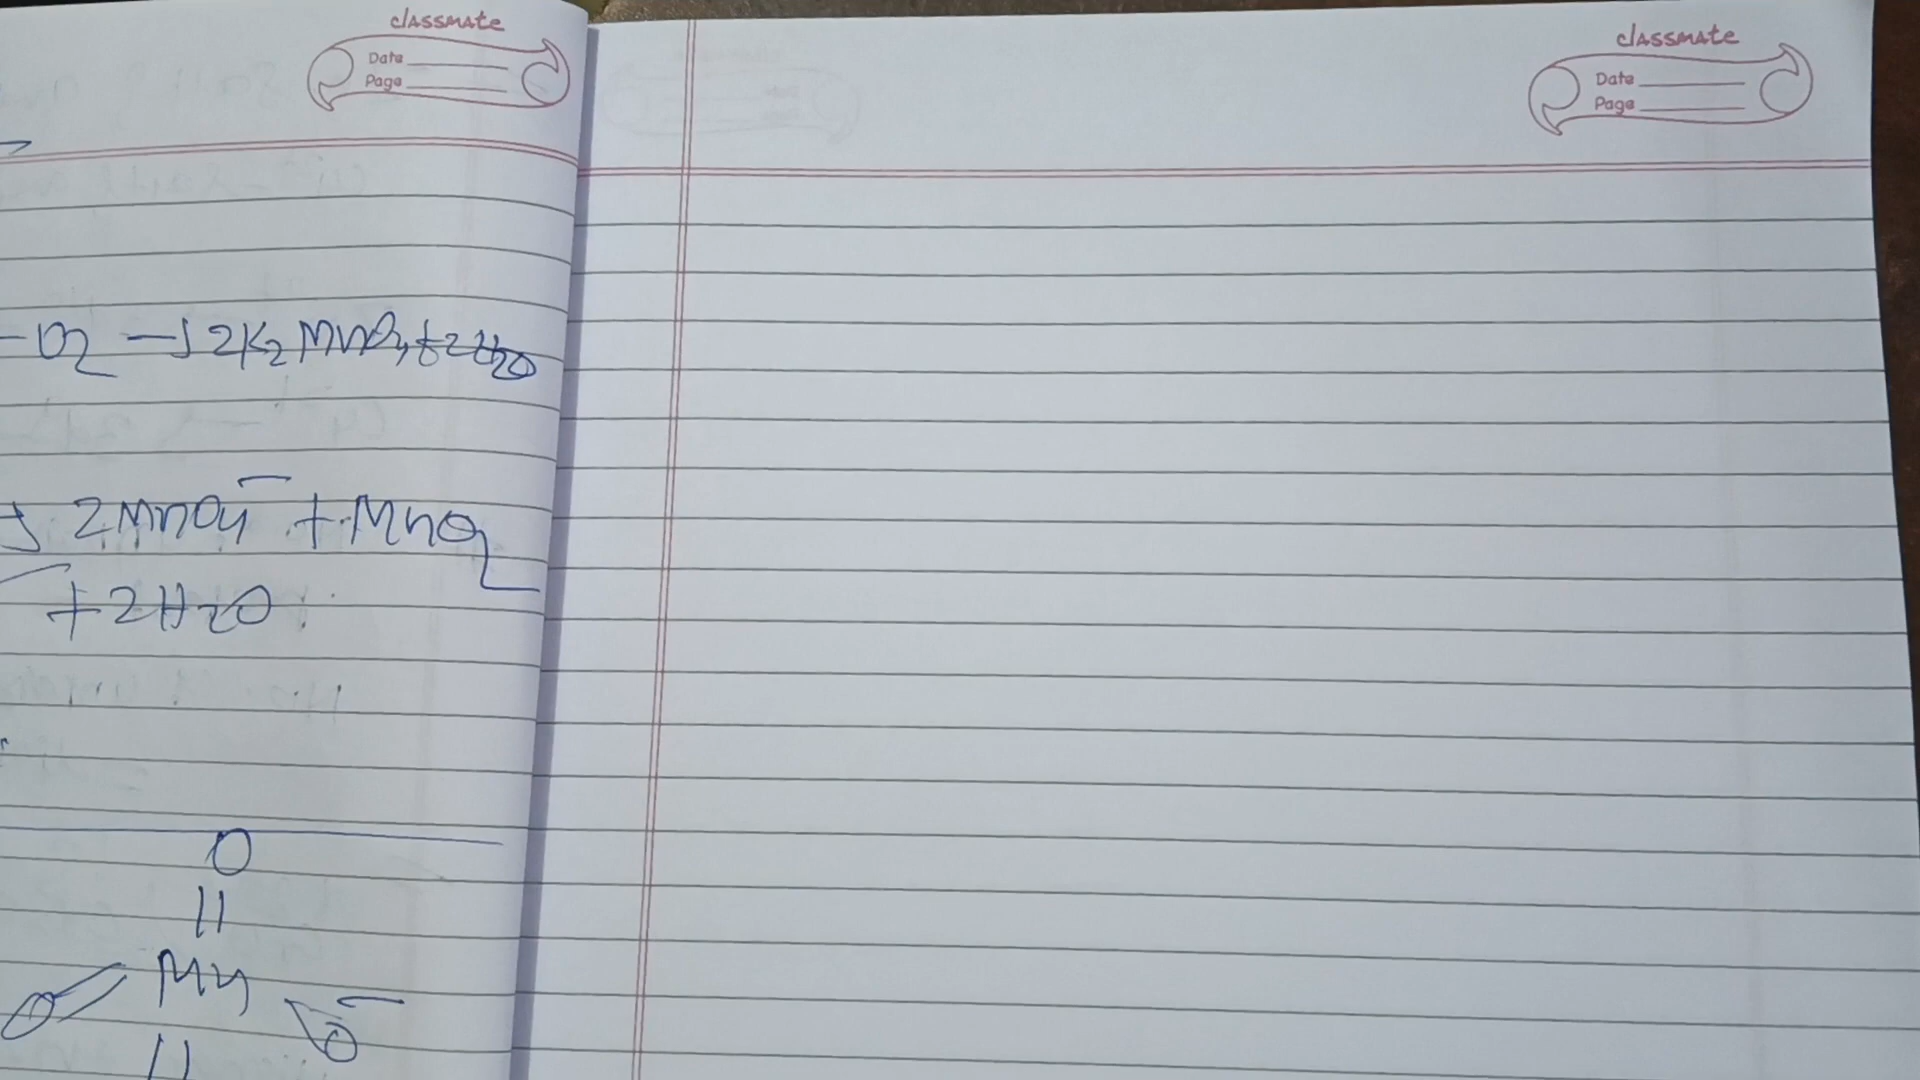 classmate
Date
Page
- O2 → 2K2MnO4 + 2H2O
→ 2MnO4⁻ + MnO2
+ 2H2O
O
||
Mn
O
O⁻
||
classmate
Date
Page